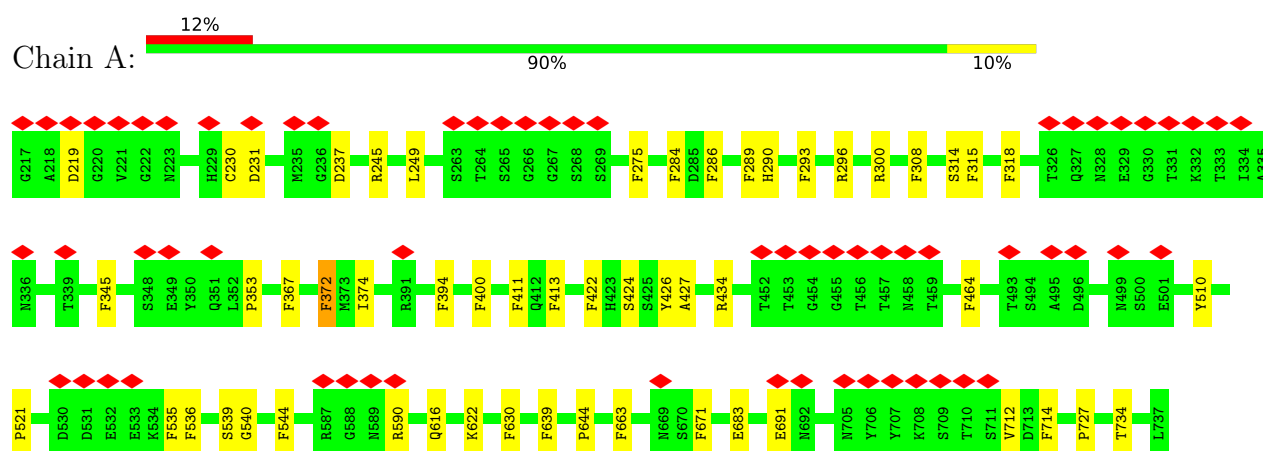 12%
Chain A:
90% 10%
G217 A218 D219 G220 V221 G222 N223 H229 C230 D231 M235 G236 D237 R245 L249 S263 T264 S265 G266 G267 S268 S269 F275 F284 D285 F286 F289 H290 F293 R296 R300 F308 S314 F315 F318 T326 Q327 N328 E329 G330 T331 K332 T333 I334 A335
N336 T339 F345 S348 E349 Y350 Q351 L352 P353 F367 F372 M373 I374 R391 F394 F400 F411 Q412 F413 F422 H423 S424 S425 Y426 A427 R434 T452 T453 G454 G455 T456 T457 N458 T459 F464 T493 S494 A495 D496 N499 S500 E501 Y510
P521 D530 D531 E532 E533 K534 F535 F536 S539 G540 F544 R587 G588 N589 R590 Q616 K622 F630 F639 P644 F663 N669 S670 F671 E683 E691 N692 N705 Y706 Y707 K708 S709 T710 S711 V712 D713 F714 P727 T734 L737